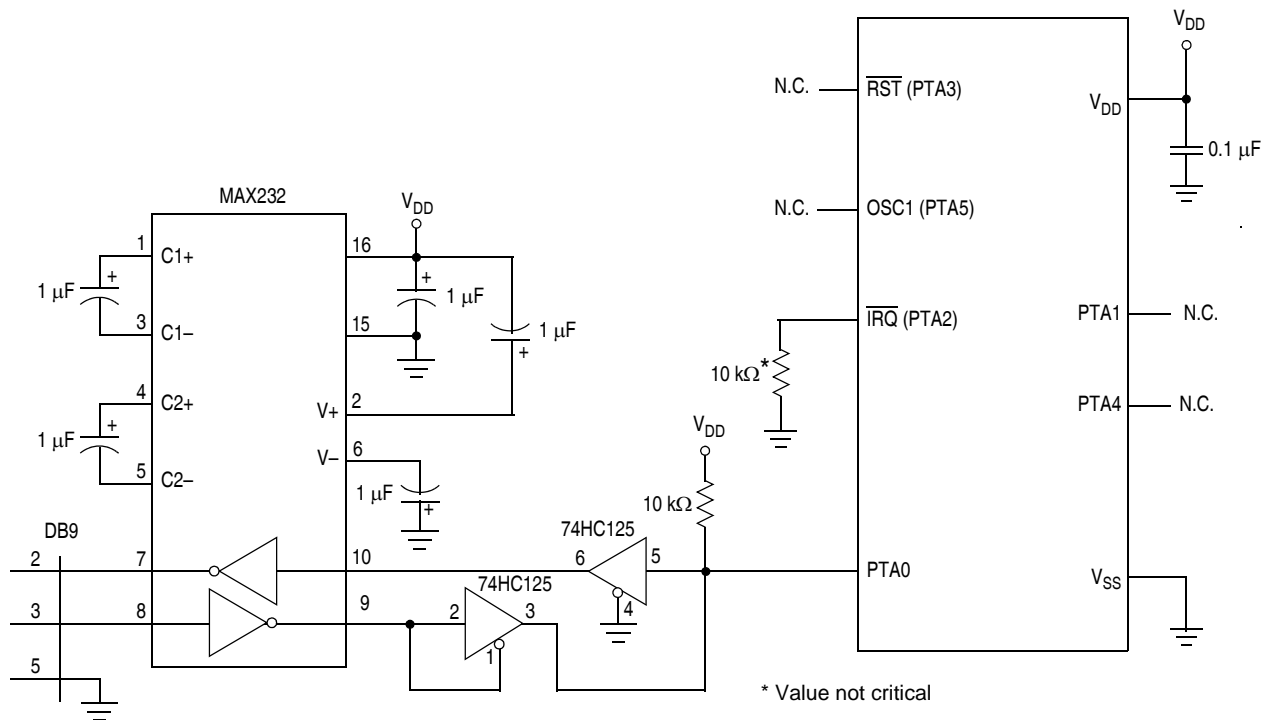 V_DD
N.C.
RST (PTA3)
V_DD
0.1 µF
MAX232
V_DD
N.C.
OSC1 (PTA5)
1
C1+
16
+
1 µF
+
1 µF
3
C1–
15
1 µF
+
IRQ (PTA2)
PTA1
N.C.
10 kΩ*
4
C2+
2
V+
PTA4
N.C.
+
1 µF
V_DD
6
V–
5
C2–
1 µF
+
10 kΩ
DB9
74HC125
2
7
10
6
5
PTA0
V_SS
74HC125
4
3
8
9
2
3
1
5
* Value not critical